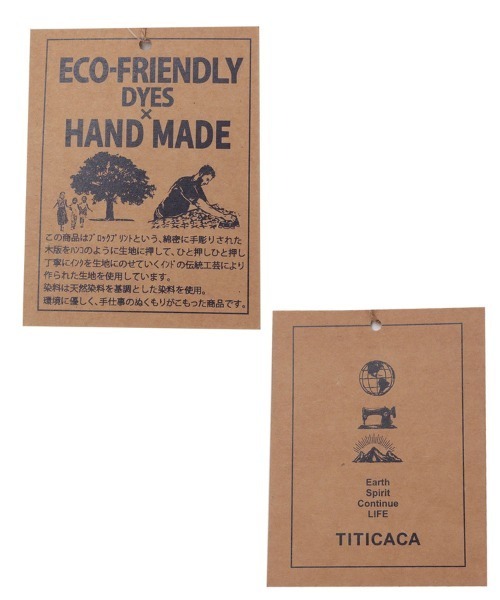 ECO-FRIENDLY
DYES
×
HAND MADE
この商品はﾌﾞﾛｯｸﾌﾟﾘﾝﾄという、綿密に手彫りされた
木版をﾊﾝｺのように生地に押して、ひと押しひと押し
丁寧にｲﾝｸを生地にのせていくｲﾝﾄﾞの伝統工芸により
作られた生地を使用しています。
染料は天然染料を基調とした染料を使用。
環境に優しく、手仕事のぬくもりがこもった商品です。
Earth
Spirit
Continue
LIFE
TITICACA